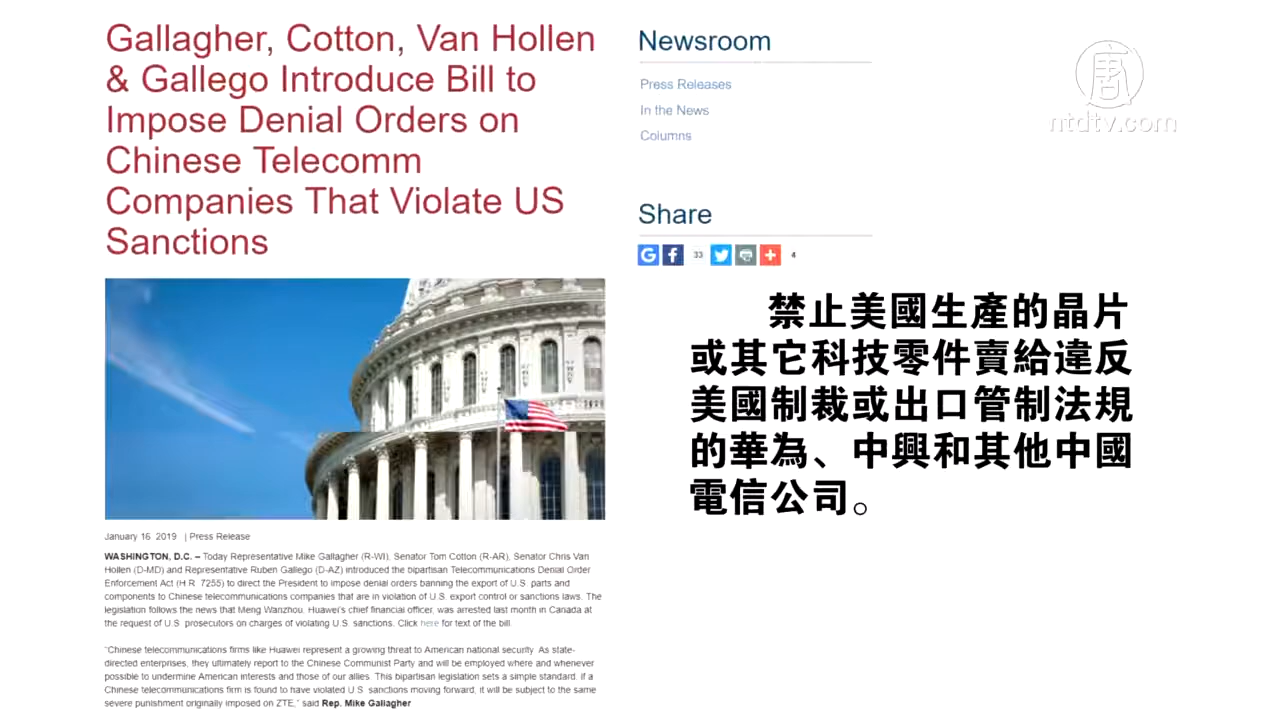 Gallagher, Cotton, Van Hollen
& Gallego Introduce Bill to
Impose Denial Orders on
Chinese Telecomm
Companies That Violate US
Sanctions
January 16 2019 | Press Release
WASHINGTON, D.C. – Today Representative Mike Gallagher (R-WI), Senator Tom Cotton (R-AR), Senator Chris Van
Hollen (D-MD) and Representative Ruben Gallego (D-AZ) introduced the bipartisan Telecommunications Denial Order
Enforcement Act (H.R. 7255) to direct the President to impose denial orders banning the export of U.S. parts and
components to Chinese telecommunications companies that are in violation of U.S. export control or sanctions laws. The
legislation follows the news that Meng Wanzhou, Huawei's chief financial officer, was arrested last month in Canada at
the request of U.S. prosecutors on charges of violating U.S. sanctions. Click here for text of the bill.
"Chinese telecommunications firms like Huawei represent a growing threat to American national security. As state-
directed enterprises, they ultimately report to the Chinese Communist Party and will be employed where and whenever
possible to undermine American interests and those of our allies. This bipartisan legislation sets a simple standard: if a
Chinese telecommunications firm is found to have violated U.S. sanctions moving forward, it will be subject to the same
severe punishment originally imposed on ZTE," said Rep. Mike Gallagher
Newsroom
Press Releases
In the News
Columns
Share
33
4
禁止美國生產的晶片
或其它科技零件賣給違反
美國制裁或出口管制法規
的華為、中興和其他中國
電信公司。
唐
ntdtv.com